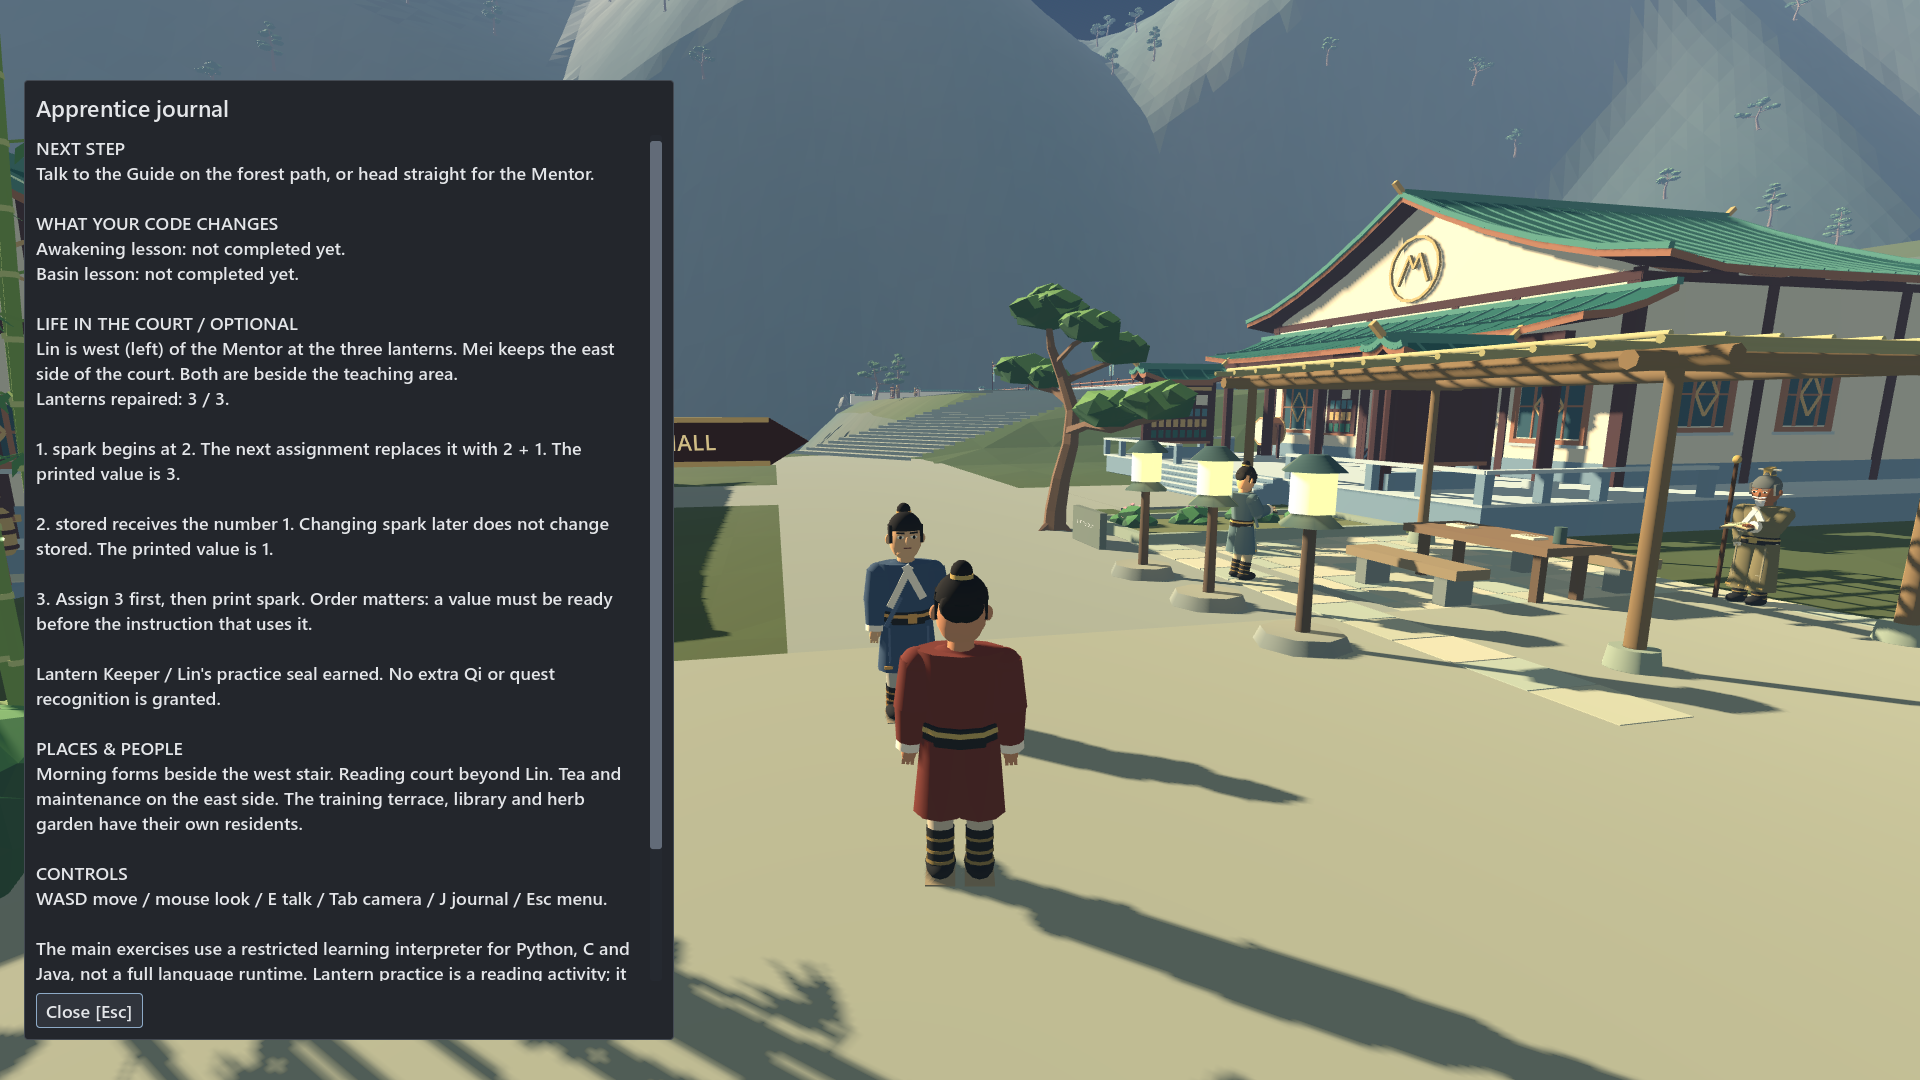 Apprentice journal
NEXT STEP
Talk to the Guide on the forest path, or head straight for the Mentor.
WHAT YOUR CODE CHANGES
Awakening lesson: not completed yet.
Basin lesson: not completed yet.
LIFE IN THE COURT / OPTIONAL
Lin is west (left) of the Mentor at the three lanterns. Mei keeps the east
side of the court. Both are beside the teaching area.
Lanterns repaired: 3 / 3.
1. spark begins at 2. The next assignment replaces it with 2 + 1. The
printed value is 3.
2. stored receives the number 1. Changing spark later does not change
stored. The printed value is 1.
3. Assign 3 first, then print spark. Order matters: a value must be ready
before the instruction that uses it.
Lantern Keeper / Lin's practice seal earned. No extra Qi or quest
recognition is granted.
PLACES & PEOPLE
Morning forms beside the west stair. Reading court beyond Lin. Tea and
maintenance on the east side. The training terrace, library and herb
garden have their own residents.
CONTROLS
WASD move / mouse look / E talk / Tab camera / J journal / Esc menu.
The main exercises use a restricted learning interpreter for Python, C and
Java, not a full language runtime. Lantern practice is a reading activity; it
Close [Esc]
ALL
M